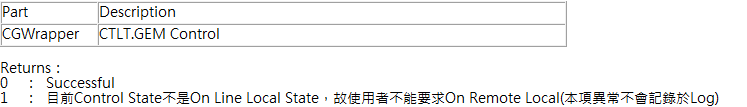 Part Description
CGWrapper CTLT.GEM Control
Returns：
0 ： Successful
1 ： 目前Control State不是On Line Local State，故使用者不能要求On Remote Local(本項異常不會記錄於Log)